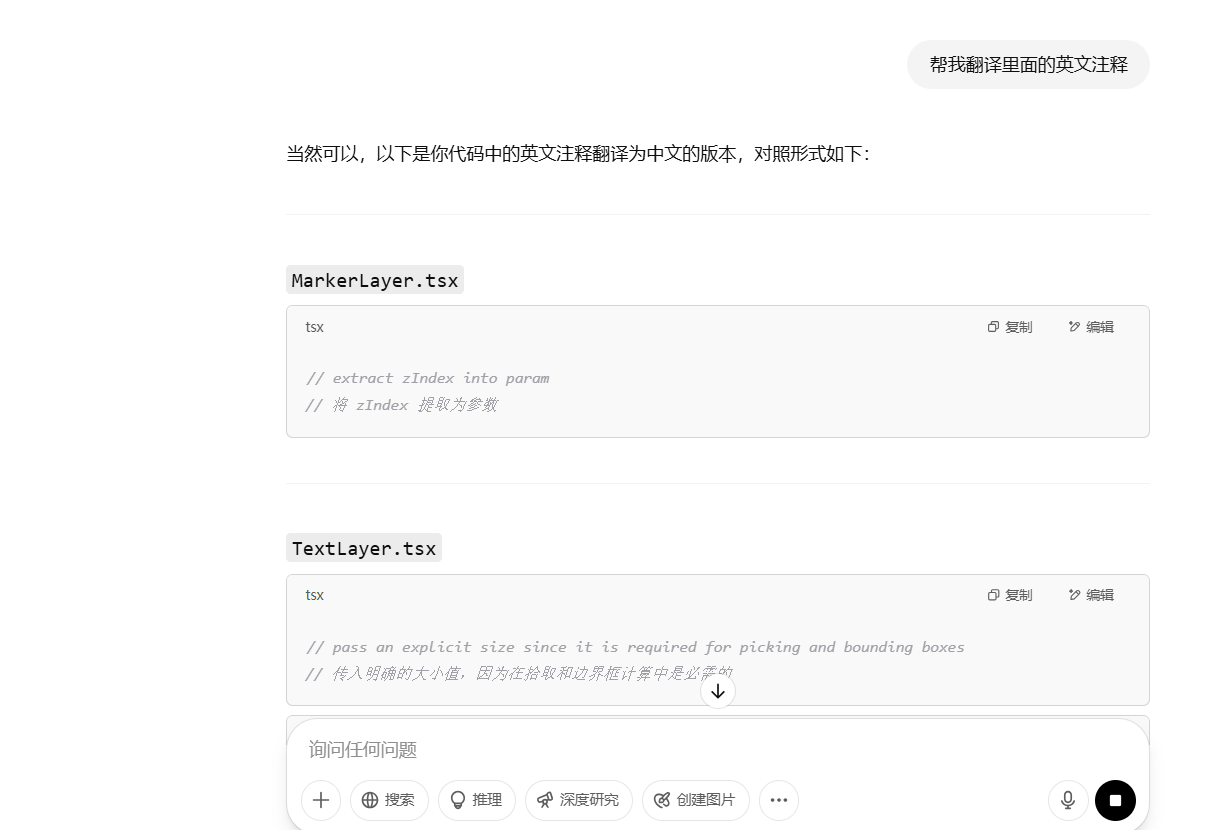 帮我翻译里面的英文注释
当然可以，以下是你代码中的英文注释翻译为中文的版本，对照形式如下：
MarkerLayer.tsx
tsx 复制 编辑
// extract zIndex into param
// 将 zIndex 提取为参数
TextLayer.tsx
tsx 复制 编辑
// pass an explicit size since it is required for picking and bounding boxes
// 传入明确的大小值，因为在拾取和边界框计算中是必需的
询问任何问题
搜索 推理 深度研究 创建图片